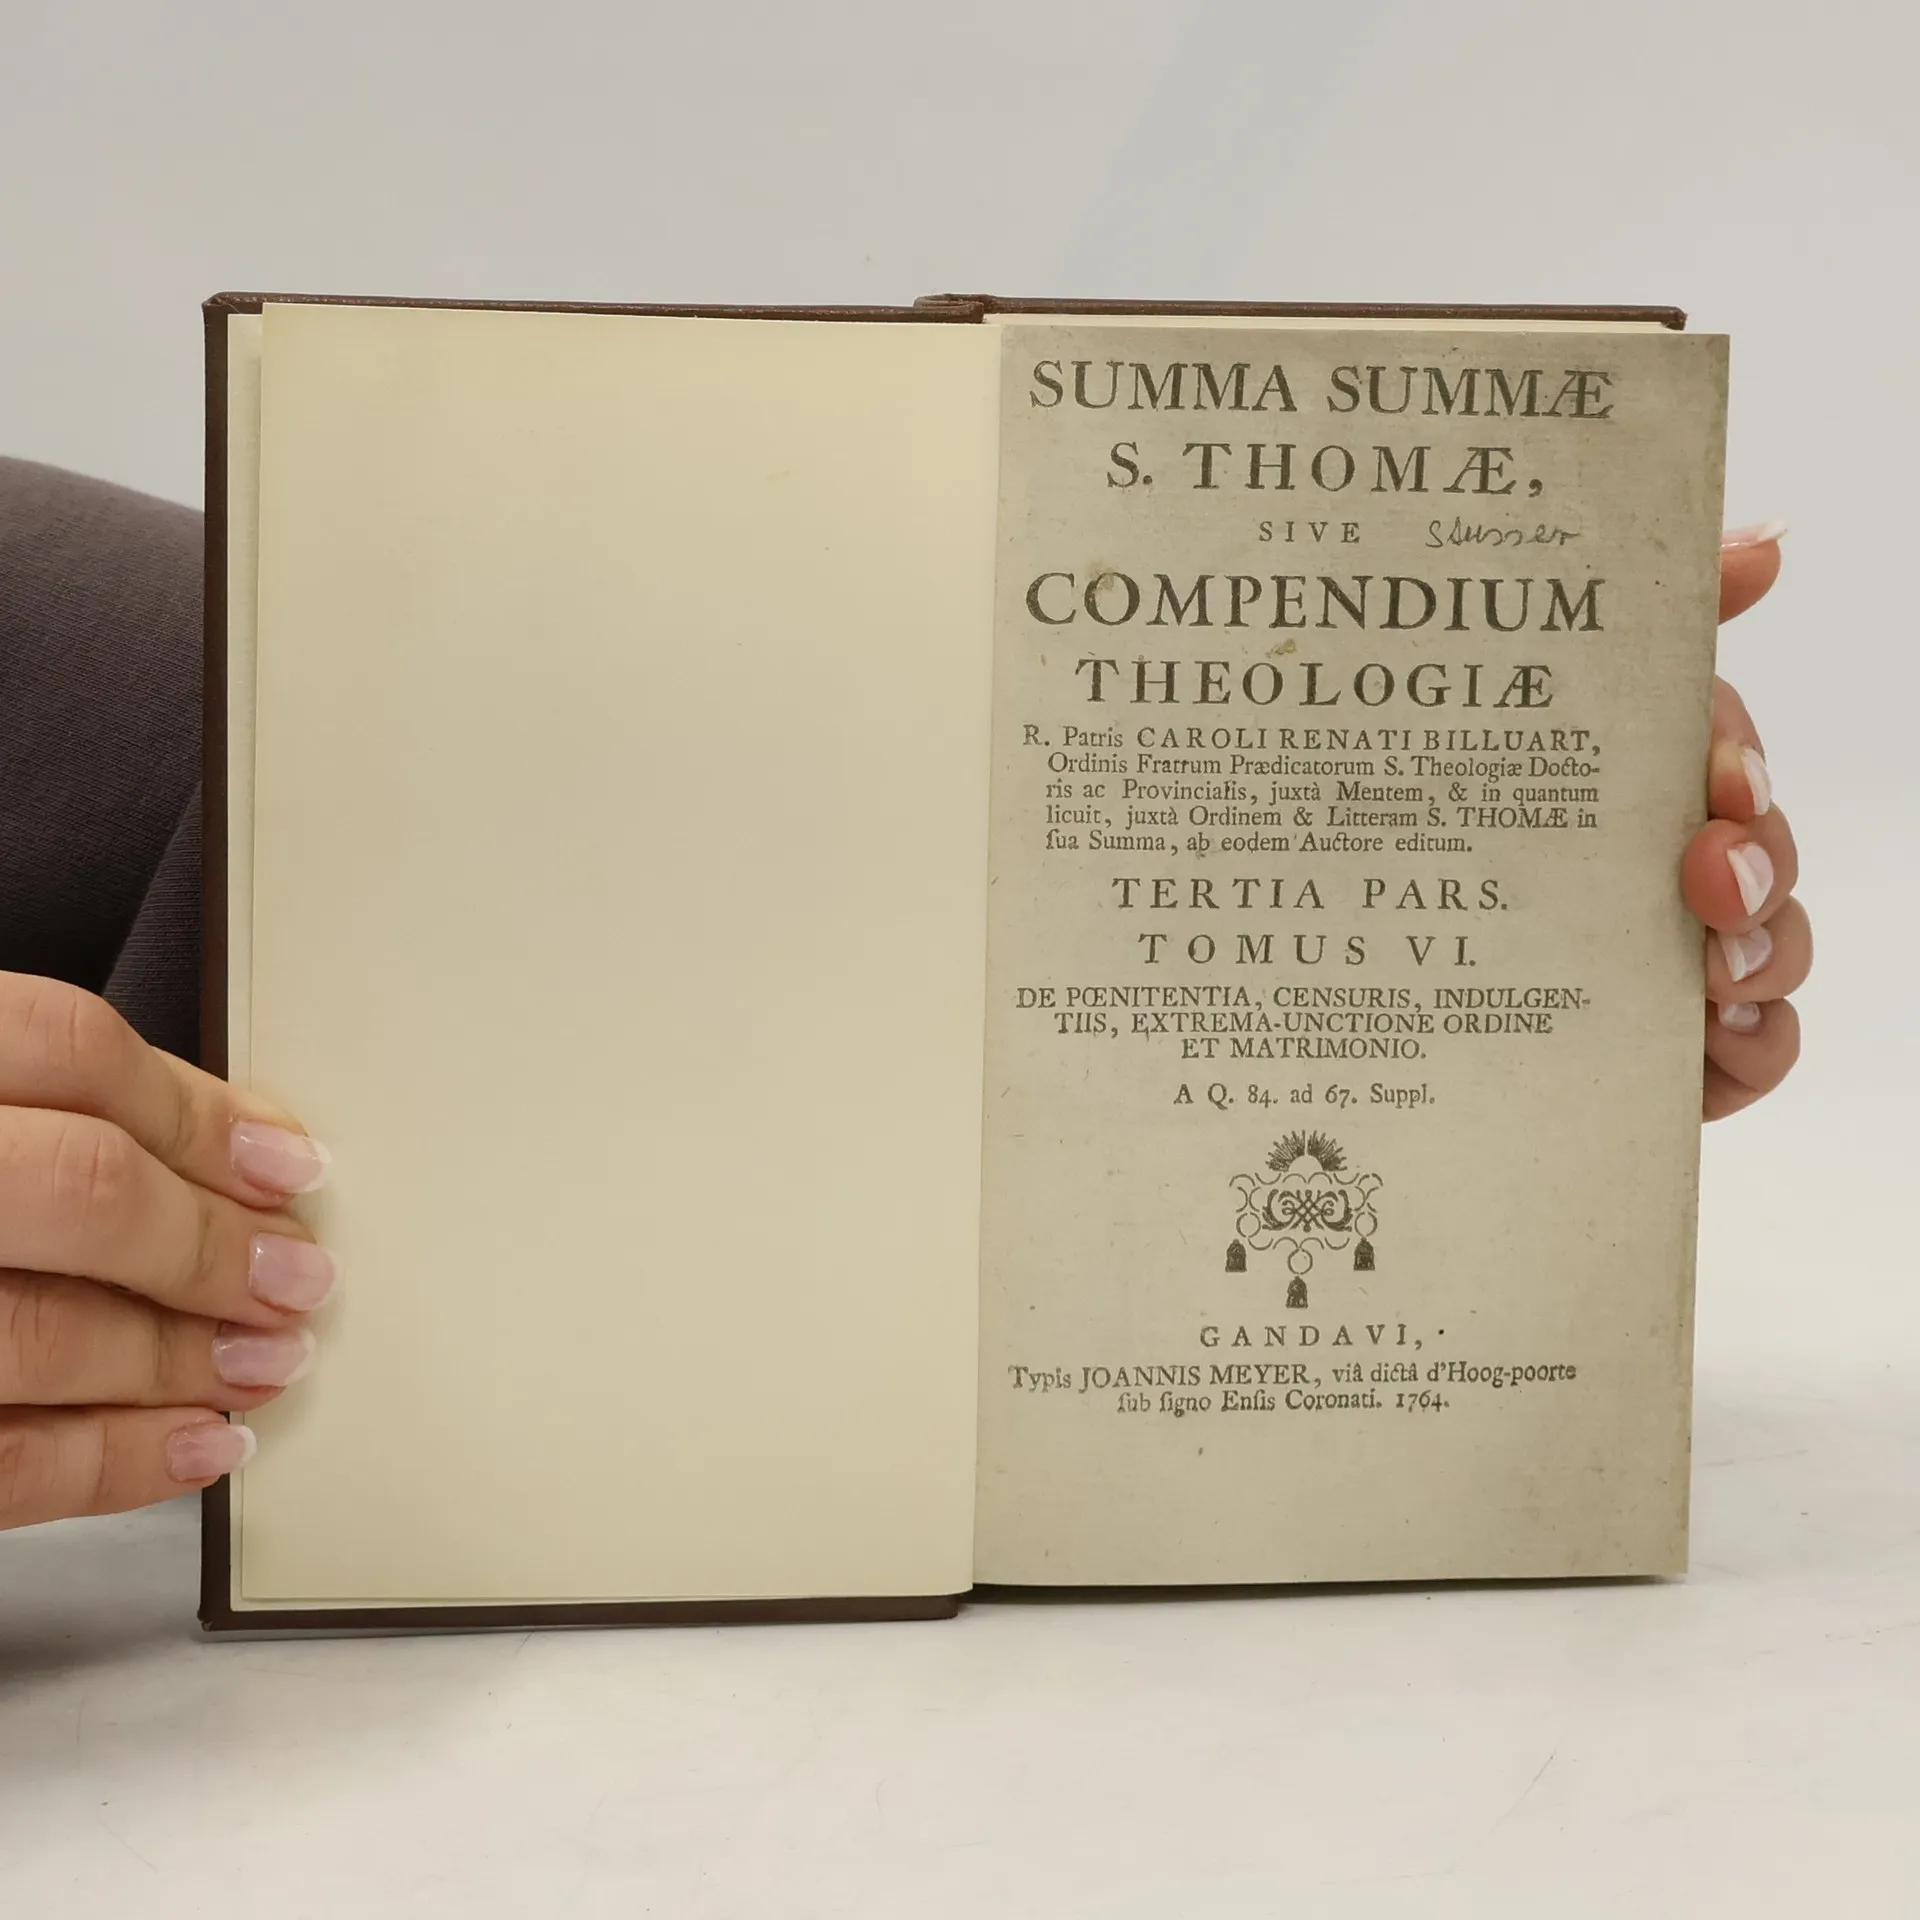 SUMMA SUMMÆ
S. THOMÆ,
SIVE
COMPENDIUM
THEOLOGIÆ
R. Patris CAROLI RENATI BILLUART,
Ordinis Fratrum Prædicatorum S. Theologiæ Docto-
ris ac Provincialis, juxtà Mentem, & in quantum
licuit, juxtà Ordinem & Litteram S. THOMÆ in
ſua Summa, ab eodem Auctore editum.
TERTIA PARS.
TOMUS VI.
DE PŒNITENTIA, CENSURIS, INDULGEN-
TIIS, EXTREMA-UNCTIONE ORDINE
ET MATRIMONIO.
A Q. 84. ad 67. Suppl.
GANDAVI,
Typis JOANNIS MEYER, viâ dictâ d'Hoog-poorte
ſub ſigno Enſis Coronati. 1764.